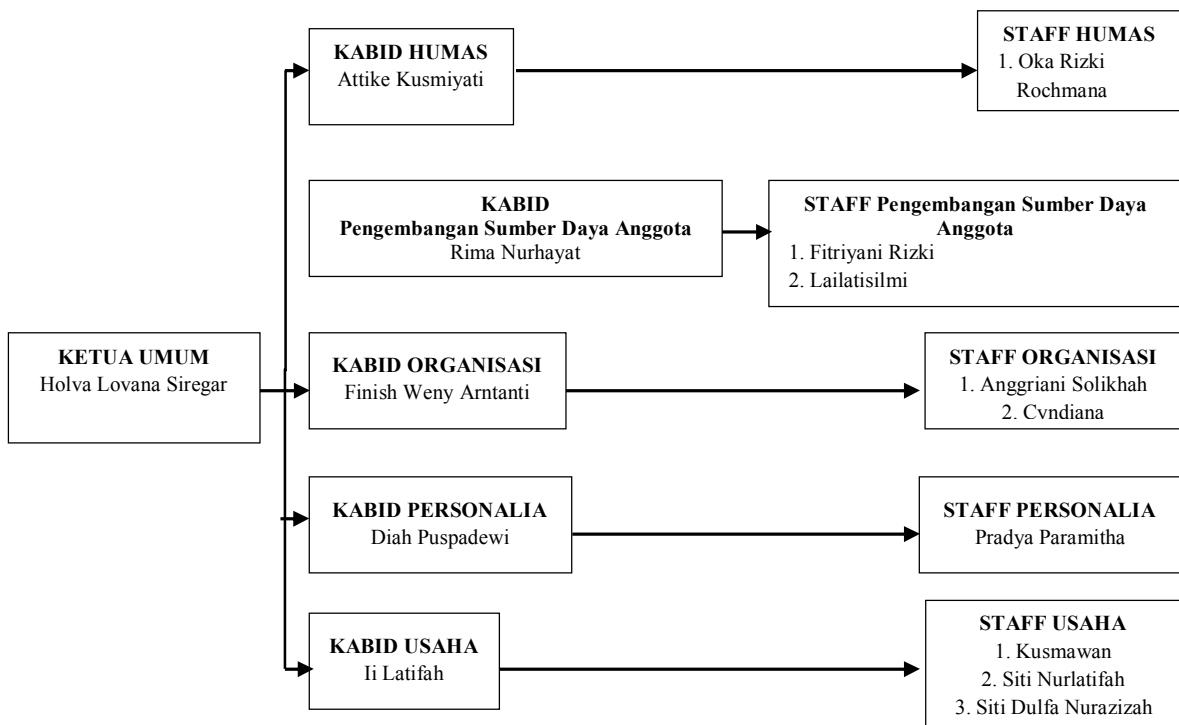 KABID HUMAS
Attike Kusmiyati
STAFF HUMAS
1. Oka Rizki
Rochmana
KABID
Pengembangan Sumber Daya Anggota
Rima Nurhayat
STAFF Pengembangan Sumber Daya
Anggota
1. Fitriyani Rizki
2. Lailatisilmi
KETUA UMUM
Holva Lovana Siregar
KABID ORGANISASI
Finish Weny Arntanti
STAFF ORGANISASI
1. Anggriani Solikhah
2. Cvndiana
KABID PERSONALIA
Diah Puspadewi
STAFF PERSONALIA
Pradya Paramitha
KABID USAHA
Ii Latifah
STAFF USAHA
1. Kusmawan
2. Siti Nurlatifah
3. Siti Dulfa Nurazizah